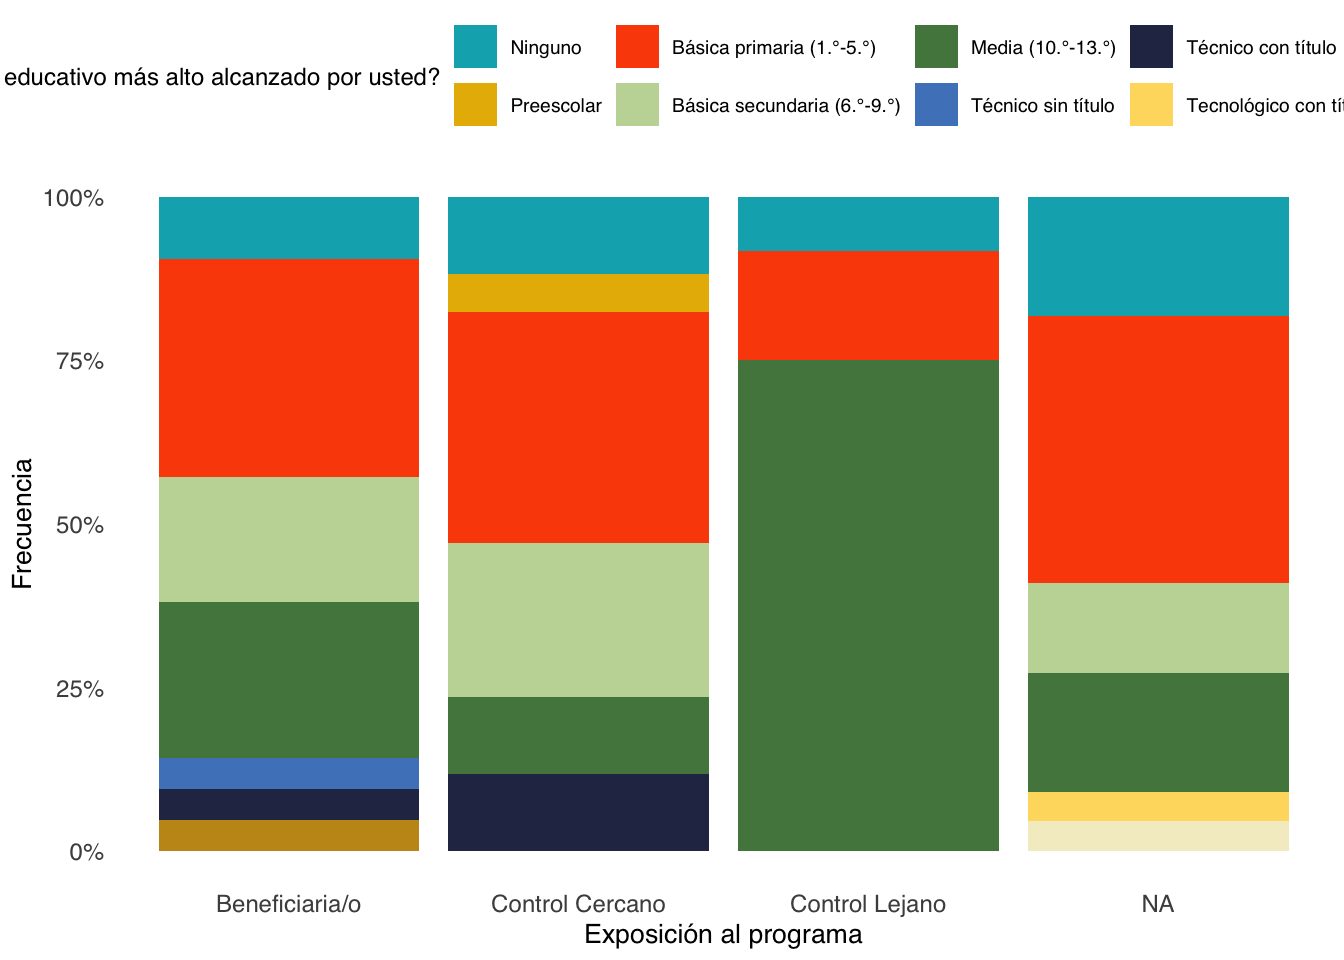 educativo más alto alcanzado por usted?
Ninguno
Básica primaria (1.°-5.°)
Media (10.°-13.°)
Técnico con título
Preescolar
Básica secundaria (6.°-9.°)
Técnico sin título
Tecnológico con
100%
75%
50%
25%
0%
Frecuencia
Beneficiaria/o
Control Cercano
Control Lejano
NA
Exposición al programa